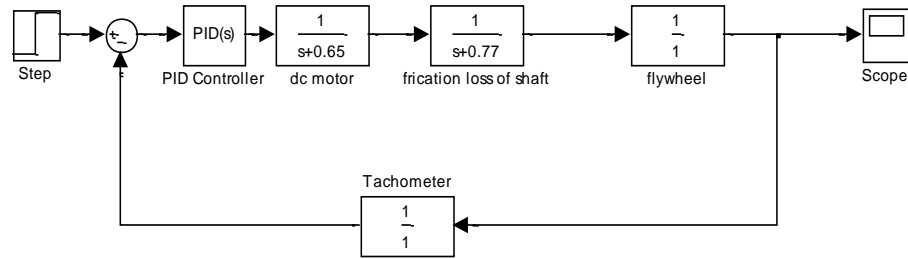 Step
+
-
PID(s)
PID Controller
1
s+0.65
dc motor
1
s+0.77
frication loss of shaft
1
1
flywheel
Scope
Tachometer
1
1